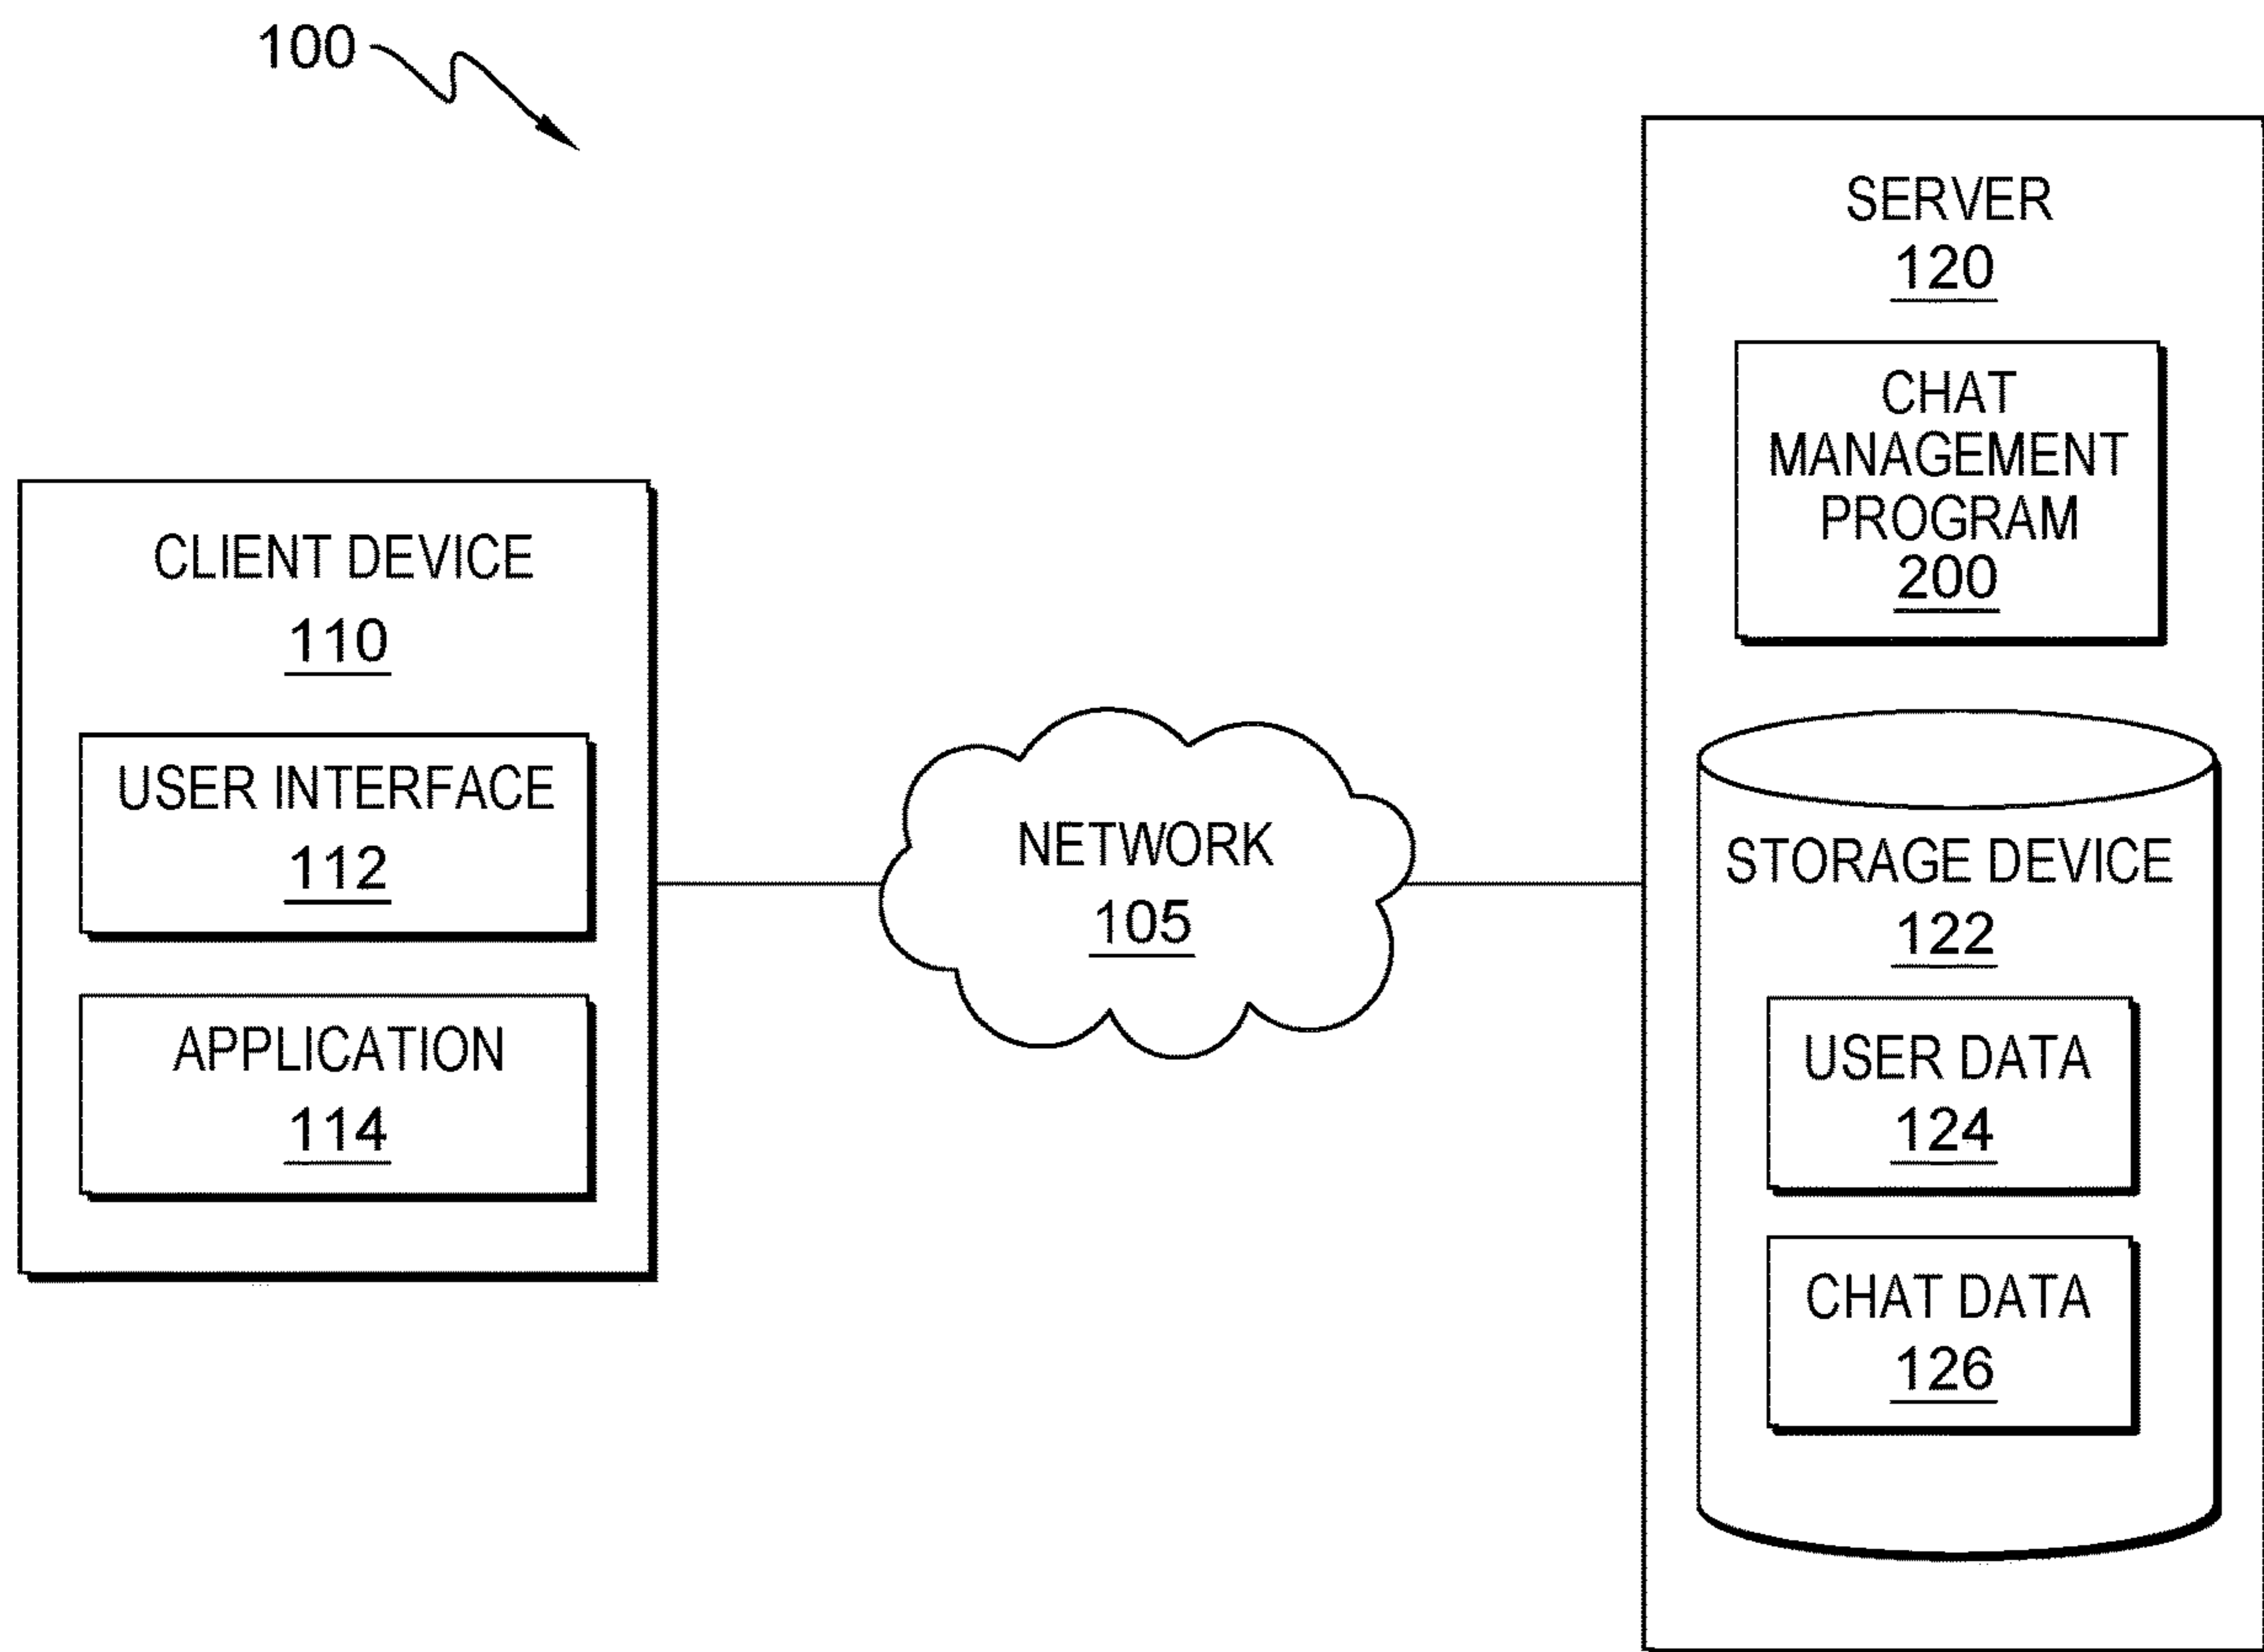 100
SERVER
120
CHAT
MANAGEMENT
PROGRAM
200
CLIENT DEVICE
110
USER INTERFACE
112
APPLICATION
114
NETWORK
105
STORAGE DEVICE
122
USER DATA
124
CHAT DATA
126